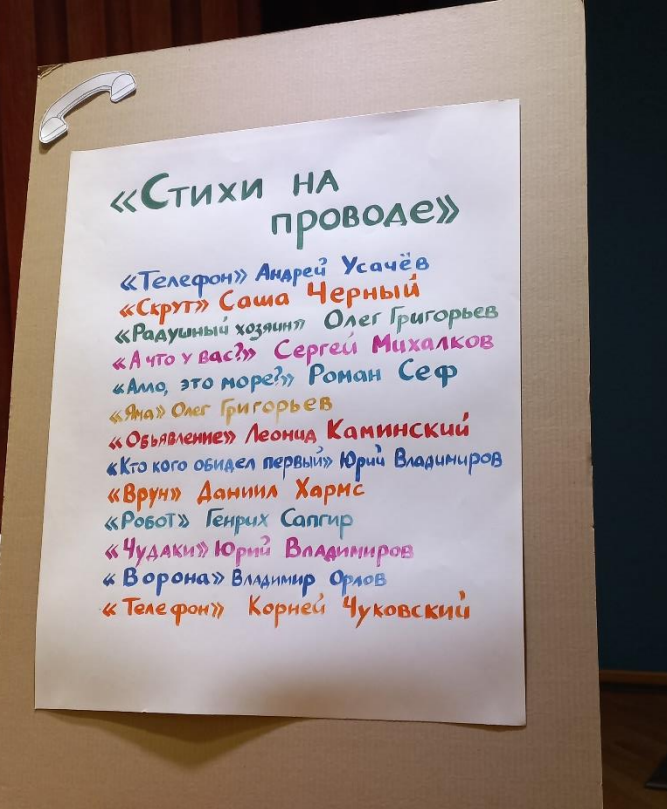 «Стихи на
проводе»
«Телефон» Андрей Усачёв
«Скрут» Саша Черный
«Радушный хозяин» Олег Григорьев
«А что у вас?» Сергей Михалков
«Алло, это море?» Роман Сеф
«Яма» Олег Григорьев
«Объявление» Леонид Каминский
«Кто кого обидел первый» Юрий Владимиров
«Врун» Даниил Хармс
«Робот» Генрих Сапгир
«Чудаки» Юрий Владимиров
«Ворона» Владимир Орлов
«Телефон» Корней Чуковский